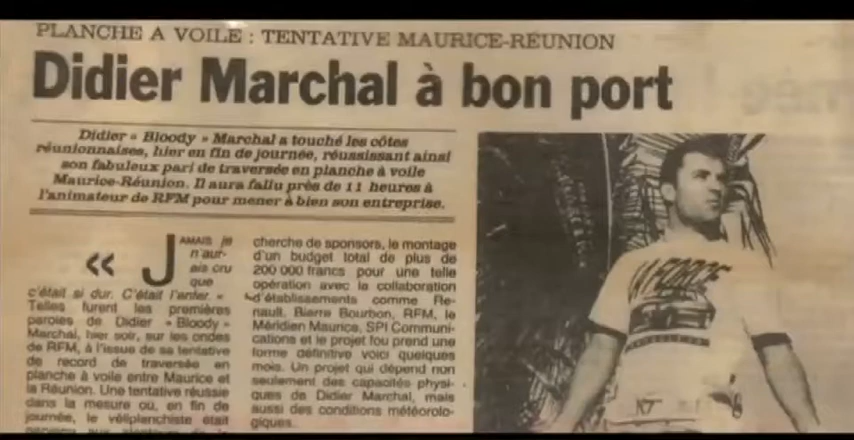 PLANCHE A VOILE : TENTATIVE MAURICE-REUNION
Didier Marchal à bon port
Didier « Bloody » Marchal a touché les côtes
réunionnaises, hier en fin de journée, réussissant ainsi
son fabuleux pari de traversée en planche à voile
Maurice-Réunion. Il aura fallu près de 11 heures à
l'animateur de RFM pour mener à bien son entreprise.
« JAMAIS je
n'aur-
ais cru
que
c'était si dur. C'était l'enfer. »
Telles furent les premières
paroles de Didier « Bloody »
Marchal, hier soir, sur les ondes
de RFM, à l'issue de sa tentative
de record de traversée en
planche à voile entre Maurice et
la Réunion. Une tentative réussie
dans la mesure où, en fin de
journée, le véliplanchiste était
cherche de sponsors, le montage
d'un budget total de plus de
200 000 francs pour une telle
opération avec la collaboration
d'établissements comme Re-
nault, Bierre Bourbon, RFM, le
Méridien Maurice, SPI Communi-
cations et le projet fou prend une
forme définitive voici quelques
mois. Un projet qui dépend non
seulement des capacités physi-
ques de Didier Marchal, mais
aussi des conditions météorolo-
giques.